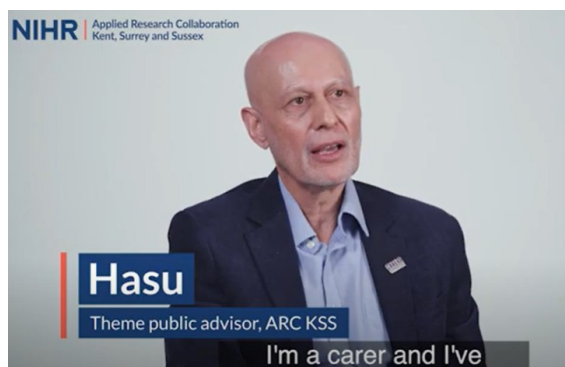 NIHR
Applied Research Collaboration
Kent, Surrey and Sussex
Hasu
Theme public advisor, ARC KSS
I'm a carer and I've